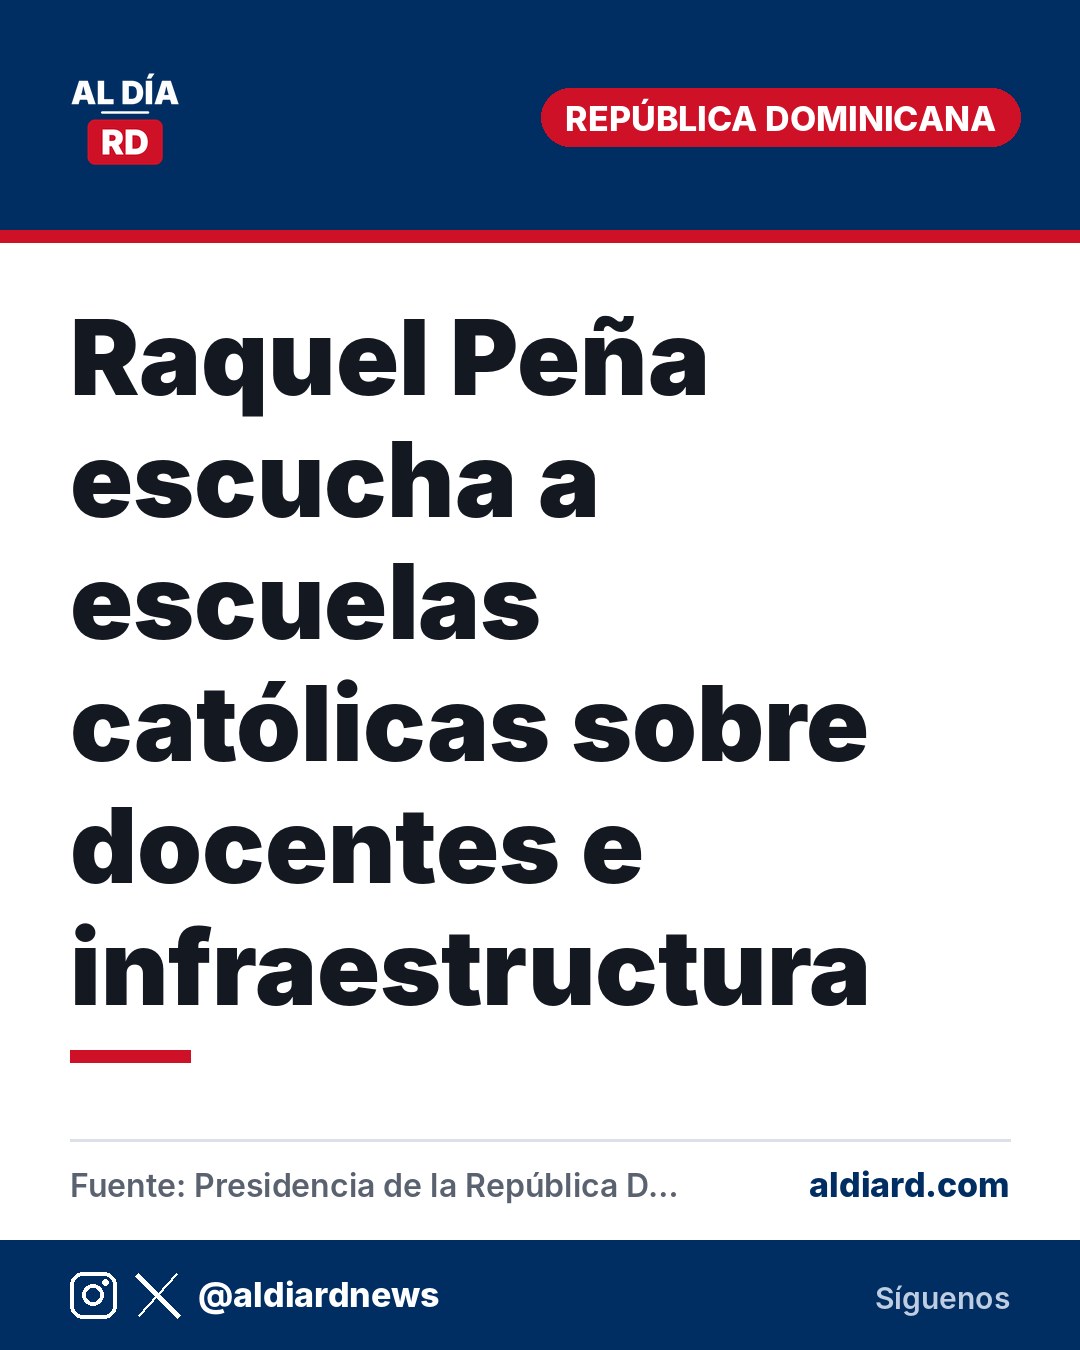 AL DÍA
RD
REPÚBLICA DOMINICANA
Raquel Peña
escucha a
escuelas
católicas sobre
docentes e
infraestructura
Fuente: Presidencia de la República D...
aldiard.com
@aldiardnews
Síguenos